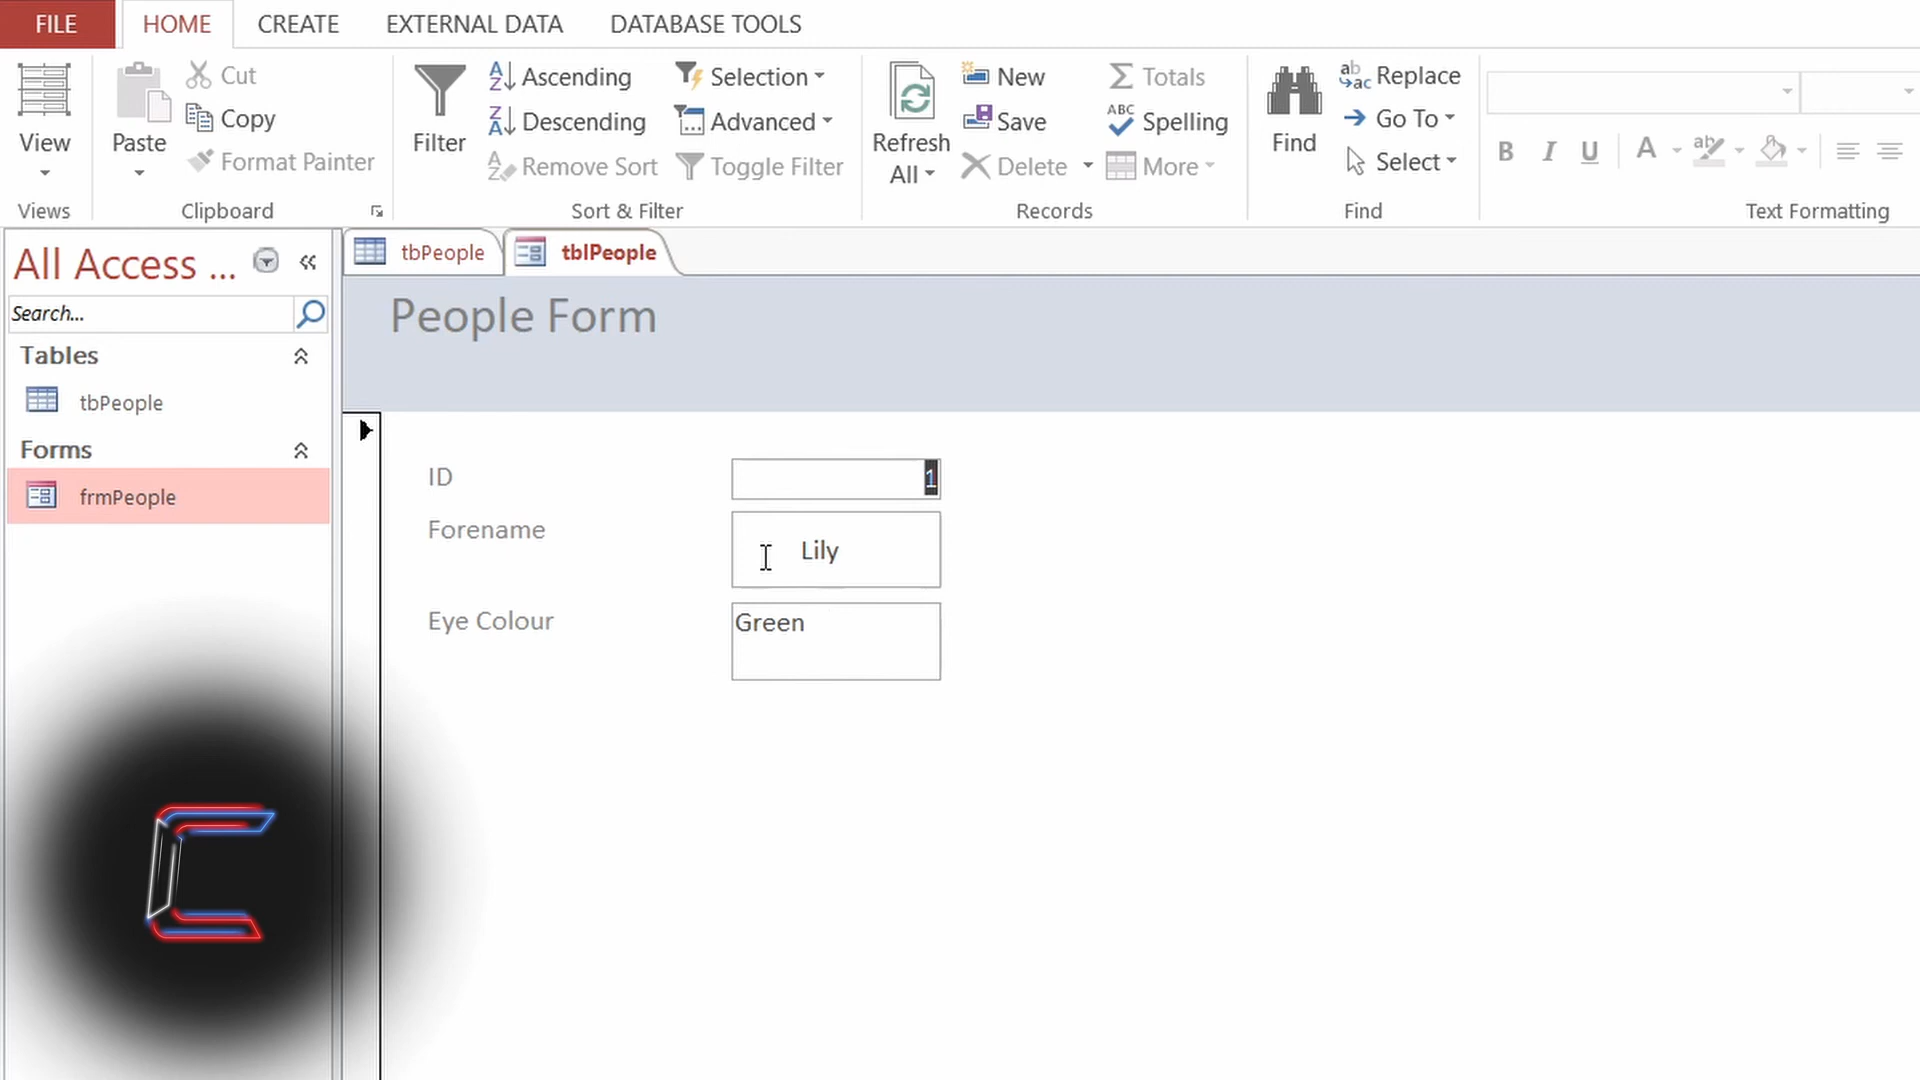 FILE HOME CREATE EXTERNAL DATA DATABASE TOOLS
View
Views
Paste
Cut
Copy
Format Painter
Clipboard
Filter
Ascending
Descending
Remove Sort
Selection
Advanced
Toggle Filter
Sort & Filter
Refresh
All
New
Save
Delete
Totals
Spelling
More
Records
Find
Replace
Go To
Select
Find
B I U A
Text Formatting
All Access ...
Search...
Tables
tbPeople
Forms
frmPeople
tbPeople tblPeople
People Form
ID 1
Forename Lily
Eye Colour Green